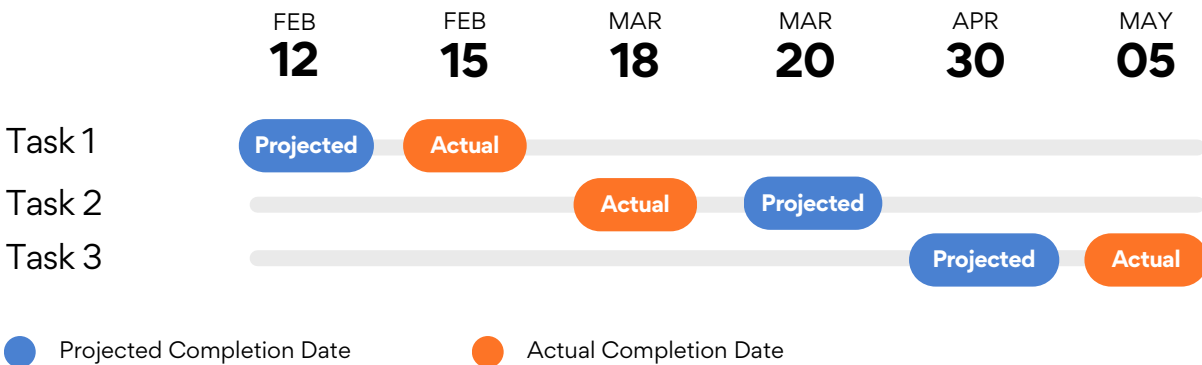 FEB FEB MAR MAR APR MAY
12 15 18 20 30 05
Task 1 Projected Actual
Task 2 Actual Projected
Task 3 Projected Actual
Projected Completion Date Actual Completion Date